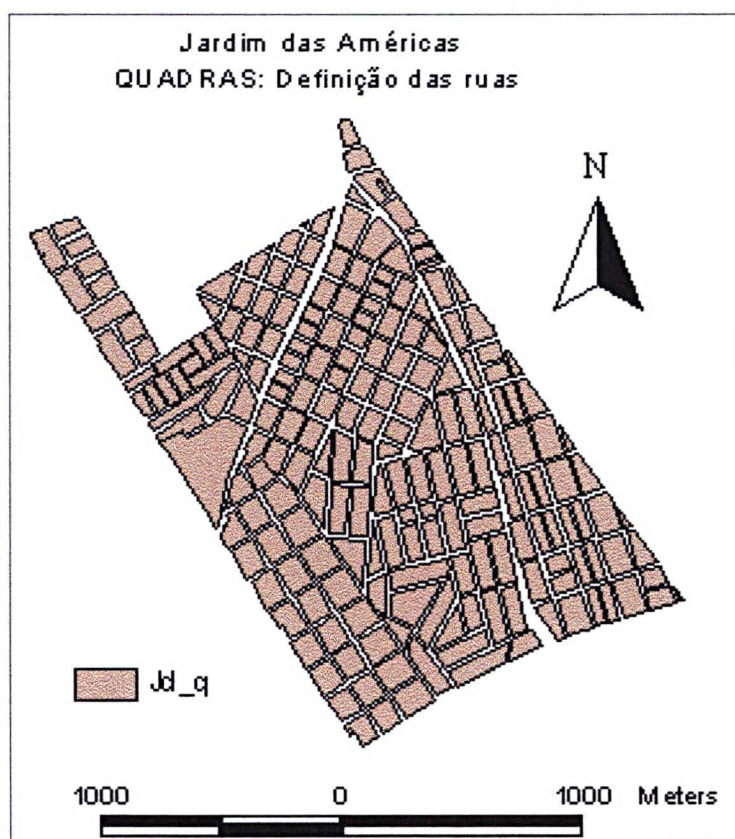 Jardim das Américas
QUADRAS: Definição das ruas
N
Jd_q
1000 0 1000 Meters